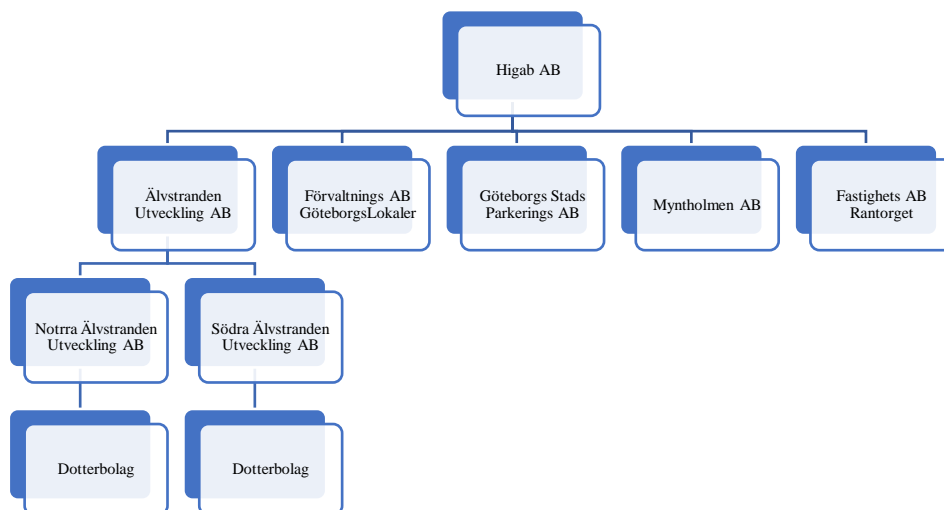 Higab AB
Älvstranden
Utveckling AB
Förvaltnings AB
GöteborgsLokaler
Göteborgs Stads
Parkerings AB
Myntholmen AB
Fastighets AB
Rantorget
Notrra Älvstranden
Utveckling AB
Södra Älvstranden
Utveckling AB
Dotterbolag
Dotterbolag